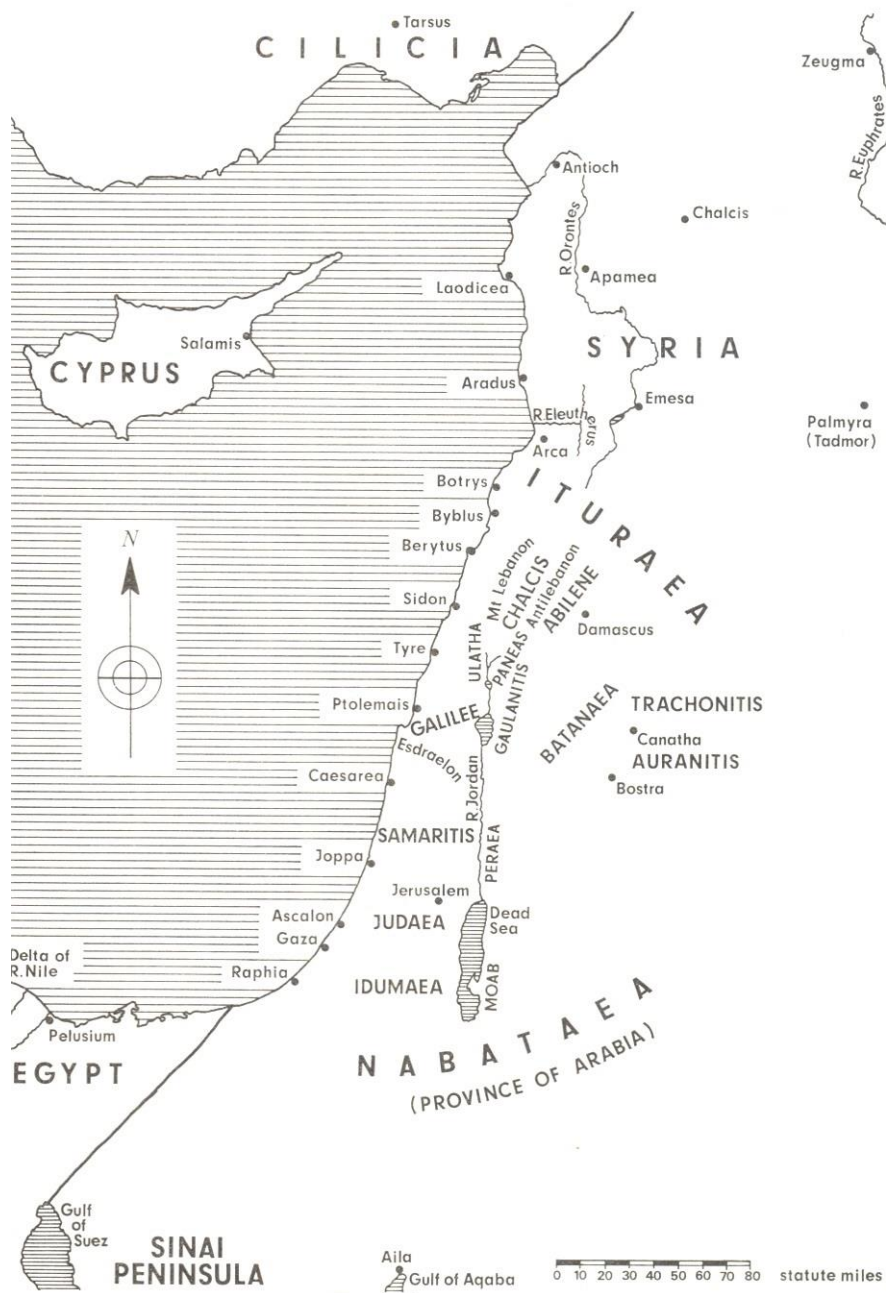 Tarsus
CILICIA
Zeugma
R.Euphrates
Antioch
Chalcis
R.Orontes
Apamea
Laodicea
Salamis
SYRIA
CYPRUS
Aradus
Emesa
R.Eleutherus
Palmyra
(Tadmor)
Arca
Botrys
ITURAEA
Byblus
N
Berytus
Mt Lebanon
CHALCIS
Antilebanon
ABILENE
Sidon
Damascus
Tyre
ULATHA
PANEAS
GAULANITIS
Ptolemais
GALILEE
BATANAEA
TRACHONITIS
Canatha
AURANITIS
Esdraelon
Caesarea
Bostra
R.Jordan
SAMARITIS
PERAEA
Joppa
Jerusalem
Ascalon
JUDAEA
Dead
Sea
Gaza
Delta of
R.Nile
Raphia
IDUMAEA
MOAB
Pelusium
EGYPT
NABATAEA
(PROVINCE OF ARABIA)
Gulf
of
Suez
SINAI
PENINSULA
Aila
Gulf of Aqaba
0 10 20 30 40 50 60 80 statute miles